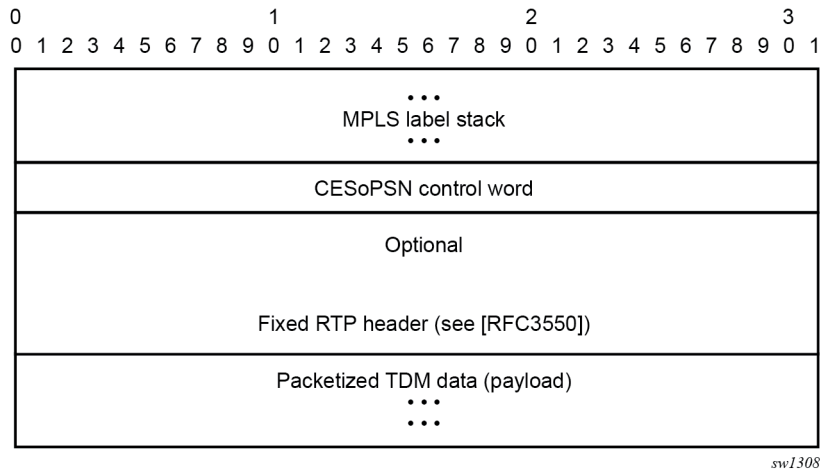 0 1 2 3
0 1 2 3 4 5 6 7 8 9 0 1 2 3 4 5 6 7 8 9 0 1 2 3 4 5 6 7 8 9 0 1
• • •
MPLS label stack
• • •
CESoPSN control word
Optional
Fixed RTP header (see [RFC3550])
Packetized TDM data (payload)
• • •
• • •
sw1308